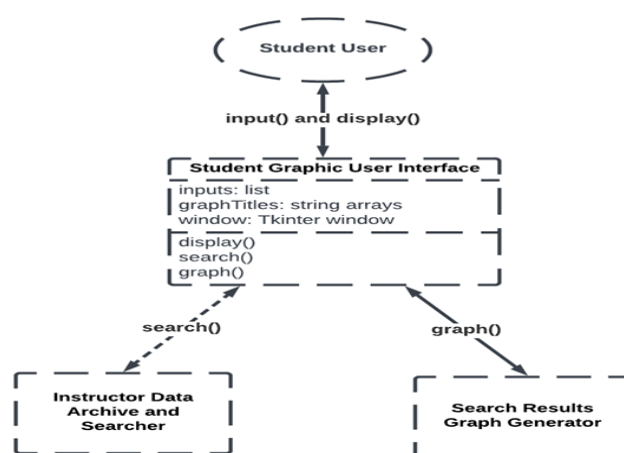 Student User
input() and display()
Student Graphic User Interface
inputs: list
graphTitles: string arrays
window: Tkinter window
display()
search()
graph()
search()
graph()
Instructor Data
Archive and
Searcher
Search Results
Graph Generator